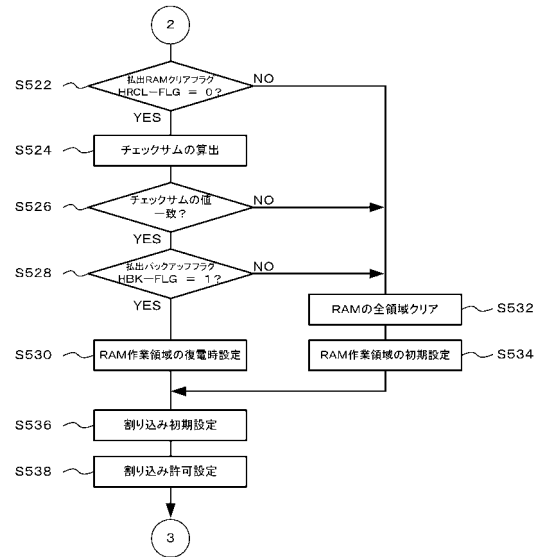 2
S522
払出RAMクリアフラグ
HRCL−FLG = 0?
NO
YES
S524
チェックサムの算出
S526
チェックサムの値
一致?
NO
YES
S528
払出バックアップフラグ
HBK−FLG = 1?
NO
YES
RAMの全領域クリア
S532
S530
RAM作業領域の復電時設定
RAM作業領域の初期設定
S534
S536
割り込み初期設定
S538
割り込み許可設定
3